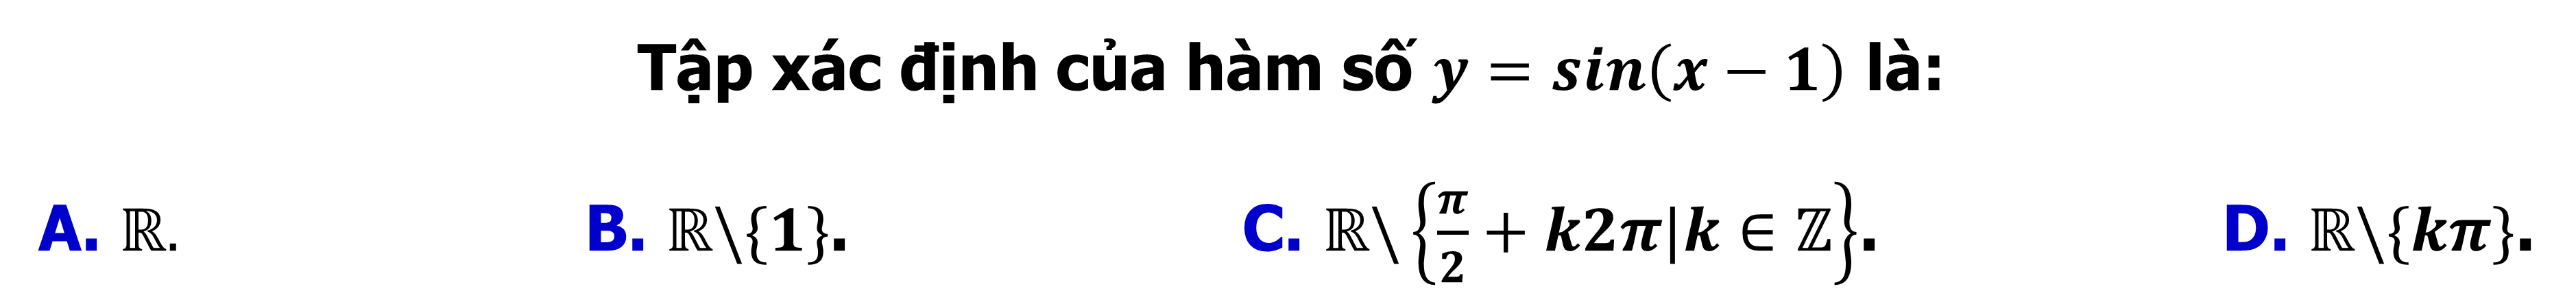 Tập xác định của hàm số y = sin(x − 1) là:
A. ℝ. B. ℝ\{1}. C. ℝ\{π/2 + k2π|k ∈ ℤ}. D. ℝ\{kπ}.